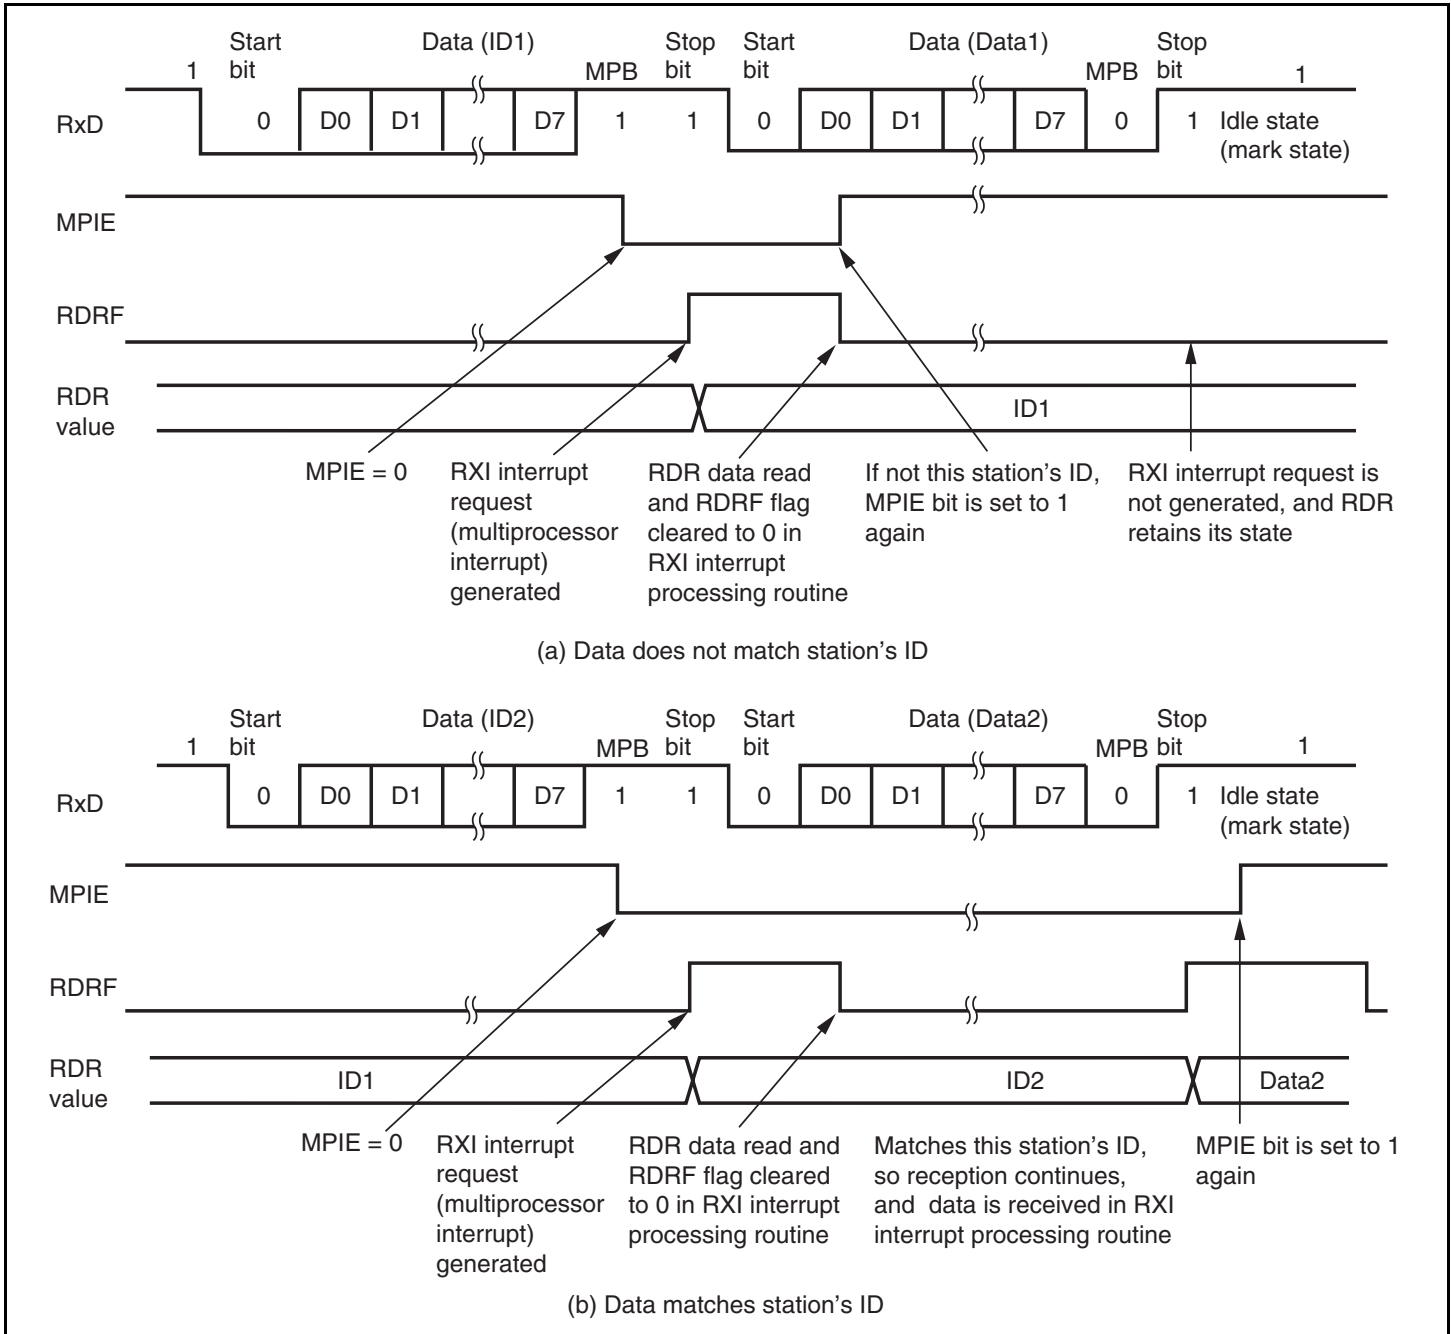 Start bit
Data (ID1)
Stop bit
Start bit
Data (Data1)
Stop bit
1
MPB
MPB
1
RxD
0
D0
D1
D7
1
1
0
D0
D1
D7
0
1
Idle state
(mark state)
MPIE
RDRF
RDR
value
ID1
MPIE = 0
RXI interrupt
request
(multiprocessor
interrupt)
generated
RDR data read
and RDRF flag
cleared to 0 in
RXI interrupt
processing routine
If not this station's ID,
MPIE bit is set to 1
again
RXI interrupt request is
not generated, and RDR
retains its state
(a) Data does not match station's ID
Start bit
Data (ID2)
Stop bit
Start bit
Data (Data2)
Stop bit
1
MPB
MPB
1
RxD
0
D0
D1
D7
1
1
0
D0
D1
D7
0
1
Idle state
(mark state)
MPIE
RDRF
RDR
value
ID1
ID2
Data2
MPIE = 0
RXI interrupt
request
(multiprocessor
interrupt)
generated
RDR data read and
RDRF flag cleared
to 0 in RXI interrupt
processing routine
Matches this station's ID,
so reception continues,
and data is received in RXI
interrupt processing routine
MPIE bit is set to 1
again
(b) Data matches station's ID